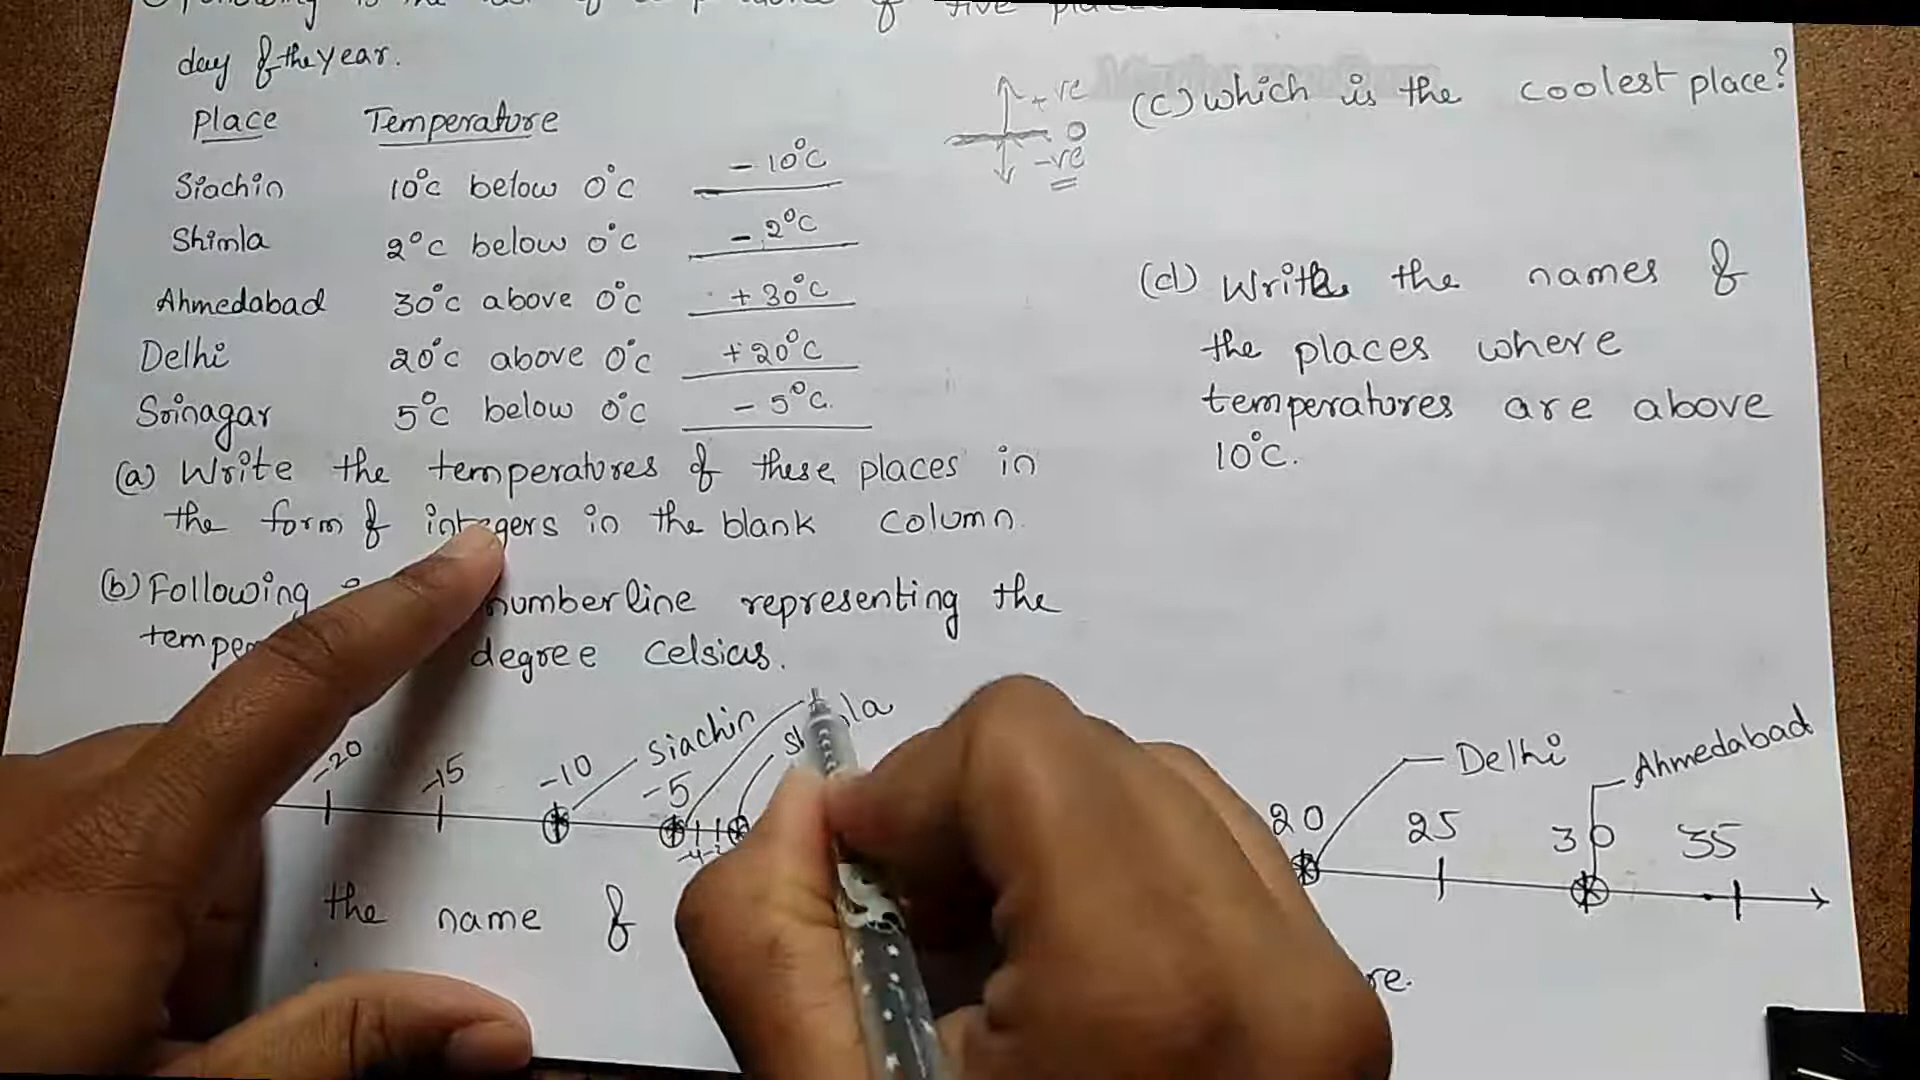 day of the year.
Place Temperature
Siachin 10°c below 0°c - 10°C
Shimla 2°c below 0°c - 2°C
Ahmedabad 30°c above 0°c + 30°C
Delhi 20°c above 0°c + 20°C
Srinagar 5°c below 0°c - 5°C.
(a) Write the temperatures of these places in
the form of integers in the blank column.
(b) Following numberline representing the
degree celsius.
-20 -15 -10 Siachin -5
-4
the name of
+ve
0
-ve
(c) which is the coolest place?
(d) Write the names of
the places where
temperatures are above
10°C.
20 Delhi 25 30 Ahmedabad 35